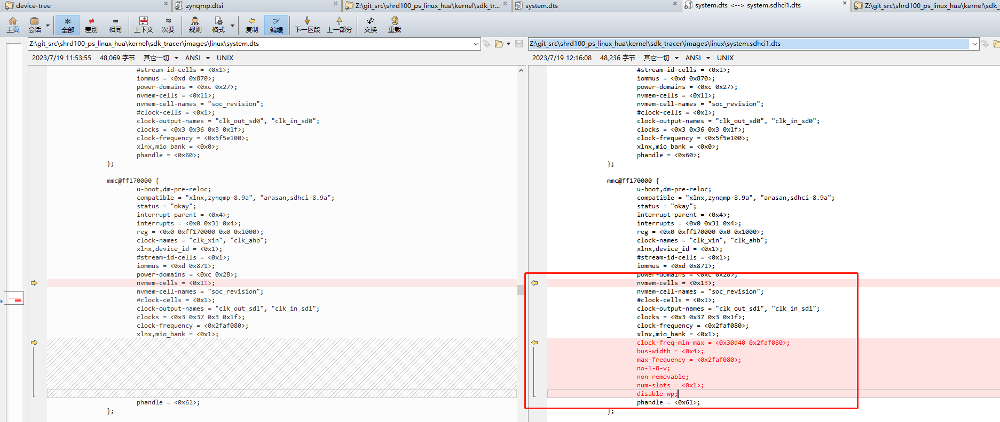 device-tree
zynqmp.dtsi
Z:\git_src\shrd100_ps_linux_hua\kernel\sdk_tr...
system.dts
system.dts <--> system.sdhci1.dts
Z:\git_src\shrd100_ps_linux_hua\kernel\sdk_
主页 会话 全部 差别 相同 上下文 次要 规则 格式 复制 编辑 下一区段 上一部分 交换 重载
Z:\git_src\shrd100_ps_linux_hua\kernel\sdk_tracer\images\linux\system.dts
2023/7/19 11:53:55 48,069 字节 其它一切 ANSI UNIX
#stream-id-cells = <0x1>;
iommus = <0xd 0x870>;
power-domains = <0xc 0x27>;
nvmem-cells = <0x11>;
nvmem-cell-names = "soc_revision";
#clock-cells = <0x1>;
clock-output-names = "clk_out_sd0", "clk_in_sd0";
clocks = <0x3 0x36 0x3 0x1f>;
clock-frequency = <0x5f5e100>;
xlnx,mio_bank = <0x0>;
phandle = <0x60>;
};
mmc@ff170000 {
u-boot,dm-pre-reloc;
compatible = "xlnx,zynqmp-8.9a", "arasan,sdhci-8.9a";
status = "okay";
interrupt-parent = <0x4>;
interrupts = <0x0 0x31 0x4>;
reg = <0x0 0xff170000 0x0 0x1000>;
clock-names = "clk_xin", "clk_ahb";
xlnx,device_id = <0x1>;
#stream-id-cells = <0x1>;
iommus = <0xd 0x871>;
power-domains = <0xc 0x28>;
nvmem-cells = <0x11>;
nvmem-cell-names = "soc_revision";
#clock-cells = <0x1>;
clock-output-names = "clk_out_sd1", "clk_in_sd1";
clocks = <0x3 0x37 0x3 0x1f>;
clock-frequency = <0x2faf080>;
xlnx,mio_bank = <0x1>;
phandle = <0x61>;
};
Z:\git_src\shrd100_ps_linux_hua\kernel\sdk_tracer\images\linux\system.sdhci1.dts
2023/7/19 12:16:08 48,236 字节 其它一切 ANSI UNIX
#stream-id-cells = <0x1>;
iommus = <0xd 0x870>;
power-domains = <0xc 0x27>;
nvmem-cells = <0x11>;
nvmem-cell-names = "soc_revision";
#clock-cells = <0x1>;
clock-output-names = "clk_out_sd0", "clk_in_sd0";
clocks = <0x3 0x36 0x3 0x1f>;
clock-frequency = <0x5f5e100>;
xlnx,mio_bank = <0x0>;
phandle = <0x60>;
};
mmc@ff170000 {
u-boot,dm-pre-reloc;
compatible = "xlnx,zynqmp-8.9a", "arasan,sdhci-8.9a";
status = "okay";
interrupt-parent = <0x4>;
interrupts = <0x0 0x31 0x4>;
reg = <0x0 0xff170000 0x0 0x1000>;
clock-names = "clk_xin", "clk_ahb";
xlnx,device_id = <0x1>;
#stream-id-cells = <0x1>;
iommus = <0xd 0x871>;
power-domains = <0xc 0x28>;
nvmem-cells = <0x13>;
nvmem-cell-names = "soc_revision";
#clock-cells = <0x1>;
clock-output-names = "clk_out_sd1", "clk_in_sd1";
clocks = <0x3 0x37 0x3 0x1f>;
clock-frequency = <0x2faf080>;
xlnx,mio_bank = <0x1>;
clock-freq-min-max = <0x30d40 0x2faf080>;
bus-width = <0x4>;
max-frequency = <0x2faf080>;
no-1-8-v;
non-removable;
num-slots = <0x1>;
disable-wp;
phandle = <0x61>;
};